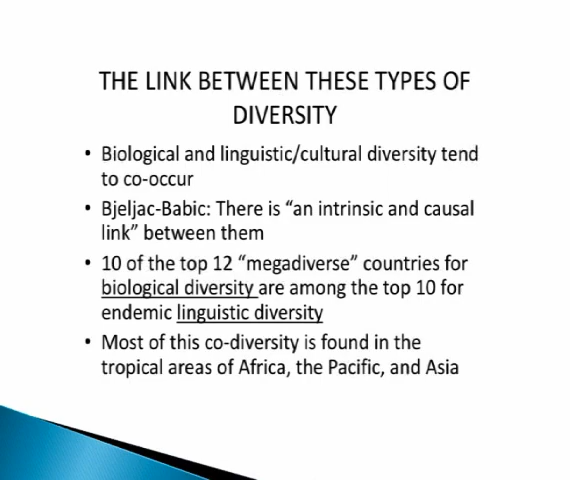 THE LINK BETWEEN THESE TYPES OF
DIVERSITY
• Biological and linguistic/cultural diversity tend
to co-occur
• Bjeljac-Babic: There is “an intrinsic and causal
link” between them
• 10 of the top 12 “megadiverse” countries for
biological diversity are among the top 10 for
endemic linguistic diversity
• Most of this co-diversity is found in the
tropical areas of Africa, the Pacific, and Asia